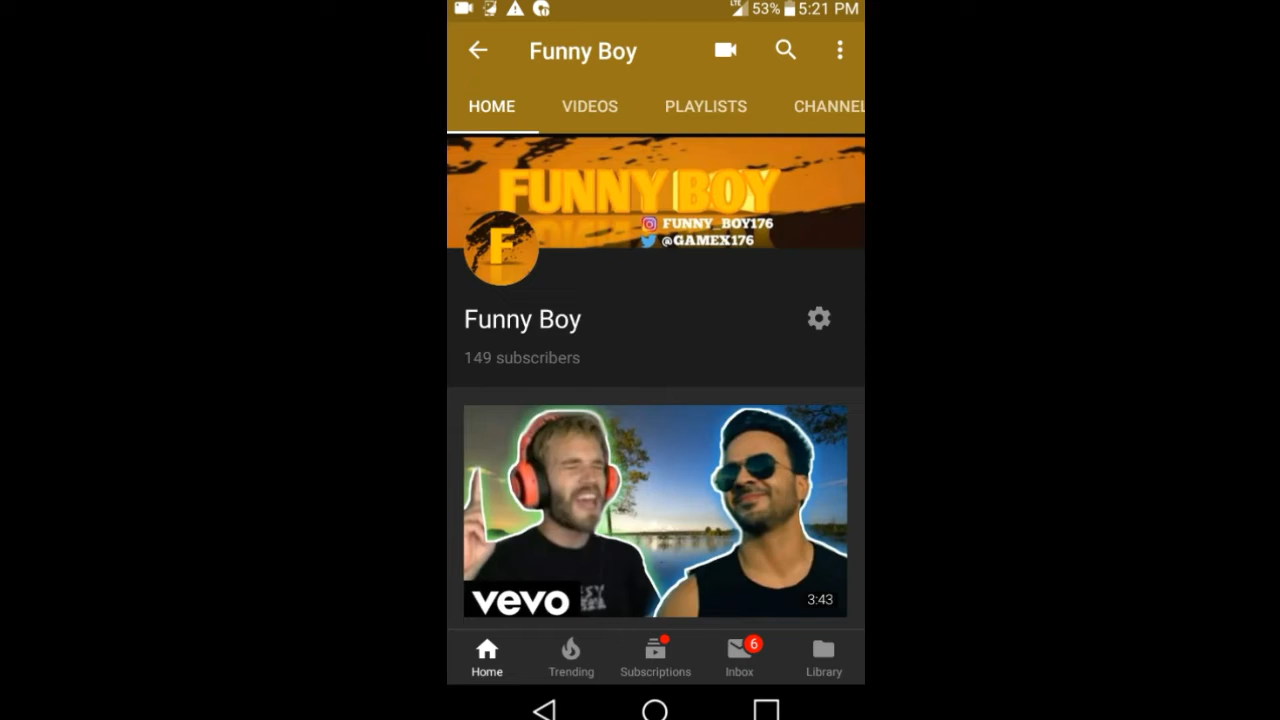 LTE 53% 5:21 PM
Funny Boy
HOME VIDEOS PLAYLISTS CHANNEL
FUNNY BOY
FUNNY_BOY176
@GAMEX176
F
Funny Boy
149 subscribers
vevo
3:43
6
Home Trending Subscriptions Inbox Library